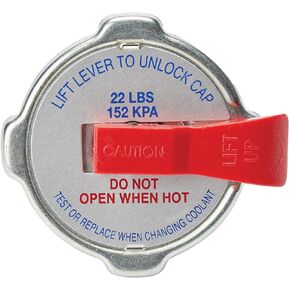 LIFT LEVER TO UNLOCK CAP
22 LBS
152 KPA
CAUTION
LIFT
UP
DO NOT
OPEN WHEN HOT
TEST OR REPLACE WHEN CHANGING COOLANT